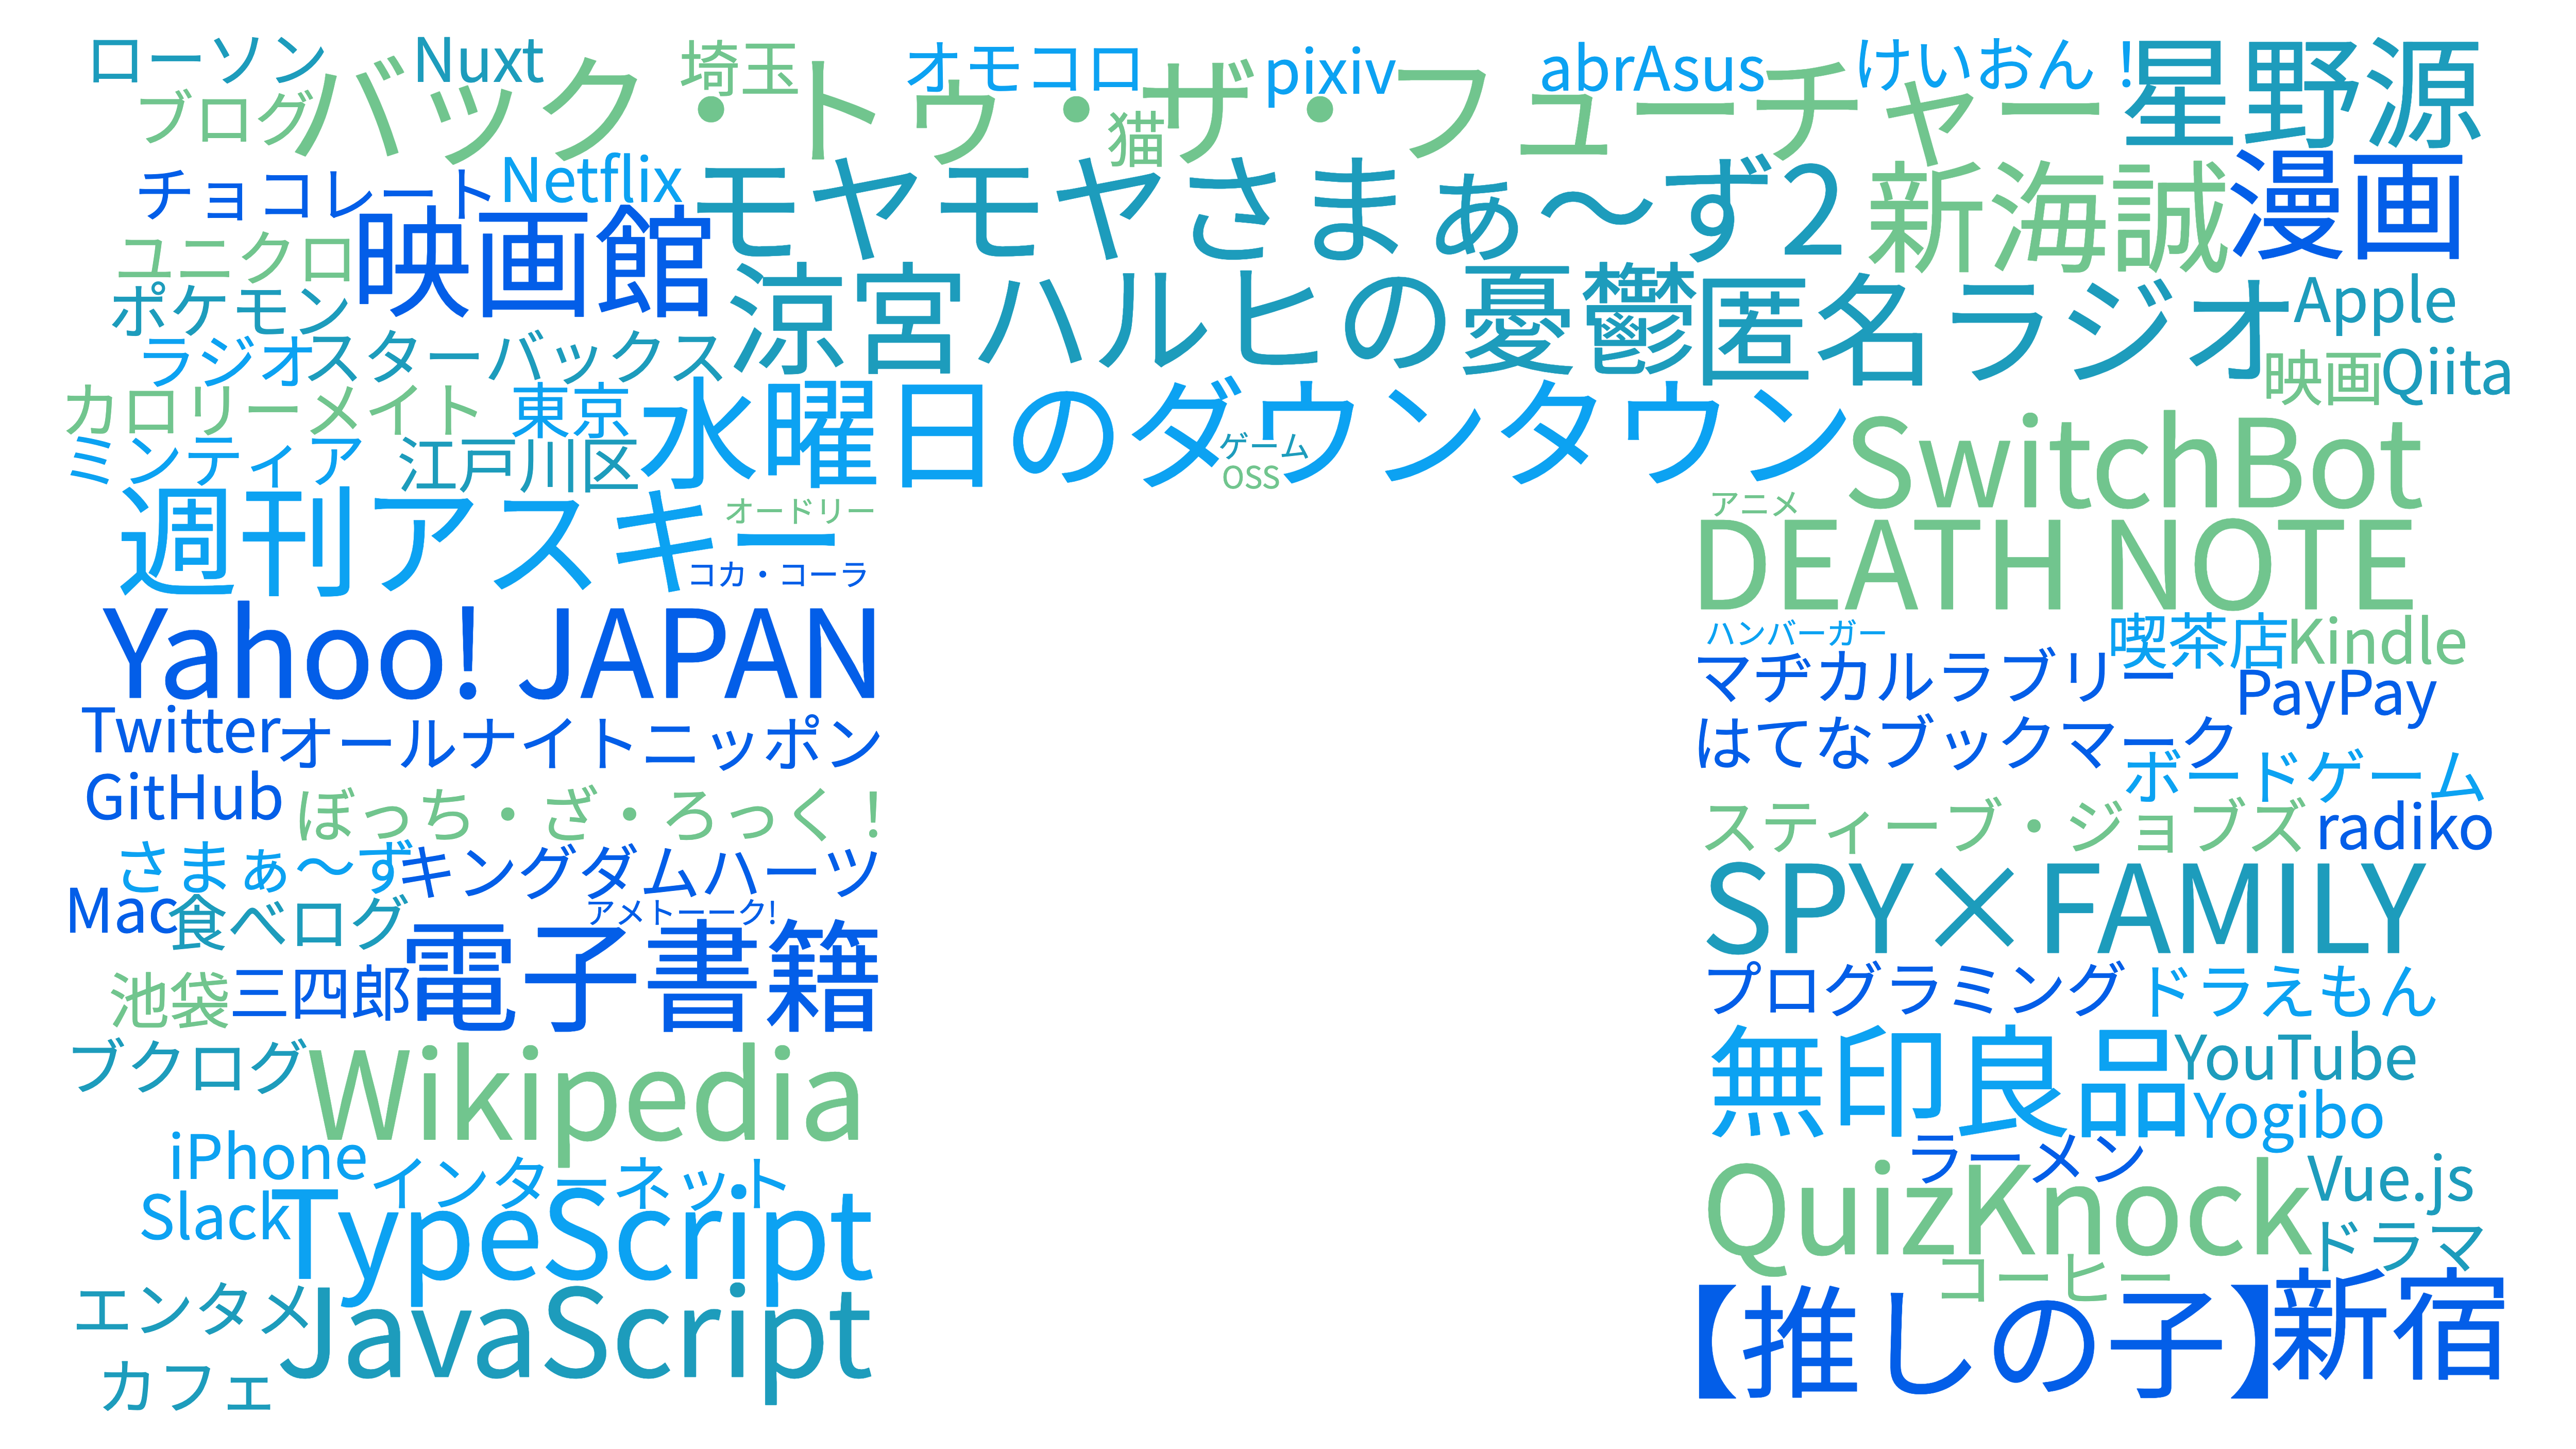 ローソン
Nuxt
埼玉
オモコロ
pixiv
abrAsus
けいおん！
星野源
ブログ
バック・トゥ・ザ・フューチャー
猫
チョコレート
Netflix
モヤモヤさまぁ〜ず2
新海誠
漫画
ユニクロ
映画館
ポケモン
涼宮ハルヒの憂鬱
匿名ラジオ
Apple
ラジオ
スターバックス
映画
Qiita
カロリーメイト
東京
水曜日のダウンタウン
SwitchBot
ミンティア
江戸川区
ゲーム
OSS
週刊アスキー
オードリー
アニメ
DEATH NOTE
コカ・コーラ
Yahoo! JAPAN
ハンバーガー
喫茶店
Kindle
マヂカルラブリー
PayPay
Twitter
オールナイトニッポン
はてなブックマーク
ボードゲーム
GitHub
ぼっち・ざ・ろっく！
スティーブ・ジョブズ
radiko
さまぁ〜ず
キングダムハーツ
SPY×FAMILY
Mac
食べログ
アメトーーク!
電子書籍
池袋
三四郎
プログラミング
ドラえもん
ブクログ
Wikipedia
無印良品
YouTube
Yogibo
iPhone
インターネット
ラーメン
QuizKnock
Vue.js
Slack
TypeScript
ドラマ
コーヒー
エンタメ
JavaScript
【推しの子】
新宿
カフェ